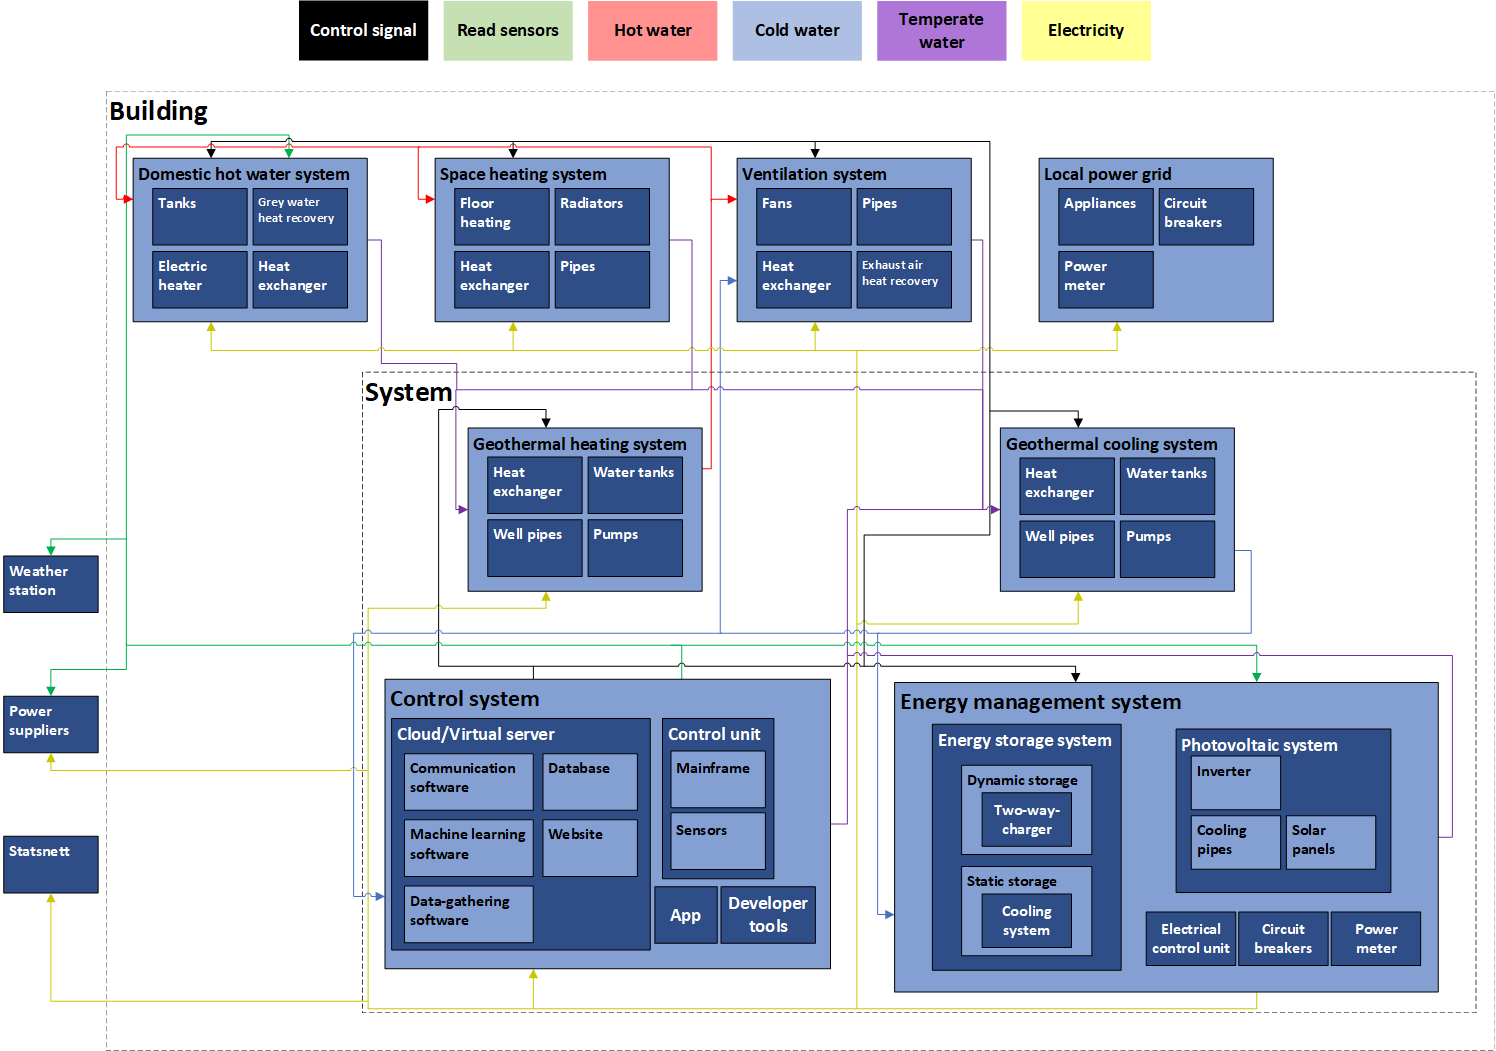 Control signal
Read sensors
Hot water
Cold water
Temperate
water
Electricity
Building
Domestic hot water system
Tanks
Grey water
heat recovery
Electric
heater
Heat
exchanger
Space heating system
Floor
heating
Radiators
Heat
exchanger
Pipes
Ventilation system
Fans
Pipes
Heat
exchanger
Exhaust air
heat recovery
Local power grid
Appliances
Circuit
breakers
Power
meter
System
Geothermal heating system
Heat
exchanger
Water tanks
Well pipes
Pumps
Geothermal cooling system
Heat
exchanger
Water tanks
Well pipes
Pumps
Weather
station
Power
suppliers
Statsnett
Control system
Cloud/Virtual server
Communication
software
Database
Machine learning
software
Website
Data-gathering
software
Control unit
Mainframe
Sensors
App
Developer
tools
Energy management system
Energy storage system
Dynamic storage
Two-way-
charger
Static storage
Cooling
system
Photovoltaic system
Inverter
Cooling
pipes
Solar
panels
Electrical
control unit
Circuit
breakers
Power
meter